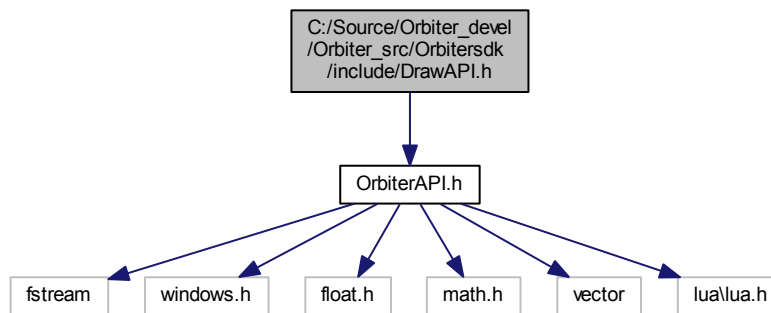 C:/Source/Orbiter_devel
/Orbiter_src/Orbitersdk
/include/DrawAPI.h
OrbiterAPI.h
fstream
windows.h
float.h
math.h
vector
lua\lua.h